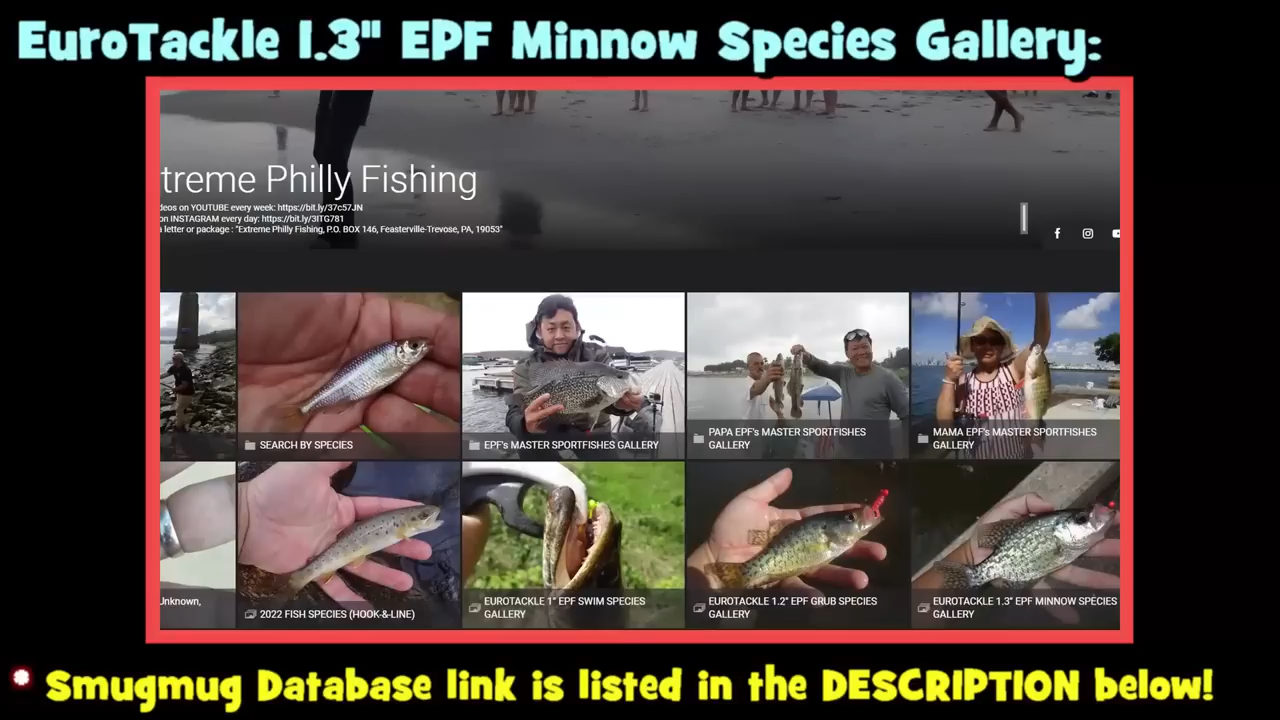 EuroTackle 1.3" EPF Minnow Species Gallery:
treme Philly Fishing
deos on YOUTUBE every week: https://bit.ly/37c57JN
on INSTAGRAM every day: https://bit.ly/3ITG781
letter or package : "Extreme Philly Fishing, P.O. BOX 146, Feasterville-Trevose, PA, 19053"
SEARCH BY SPECIES
EPF's MASTER SPORTFISHES GALLERY
PAPA EPF's MASTER SPORTFISHES
GALLERY
MAMA EPF's MASTER SPORTFISHES
GALLERY
Unknown,
2022 FISH SPECIES (HOOK-&-LINE)
EUROTACKLE 1" EPF SWIM SPECIES
GALLERY
EUROTACKLE 1.2" EPF GRUB SPECIES
GALLERY
EUROTACKLE 1.3" EPF MINNOW SPECIES
GALLERY
* Smugmug Database link is listed in the DESCRIPTION below!